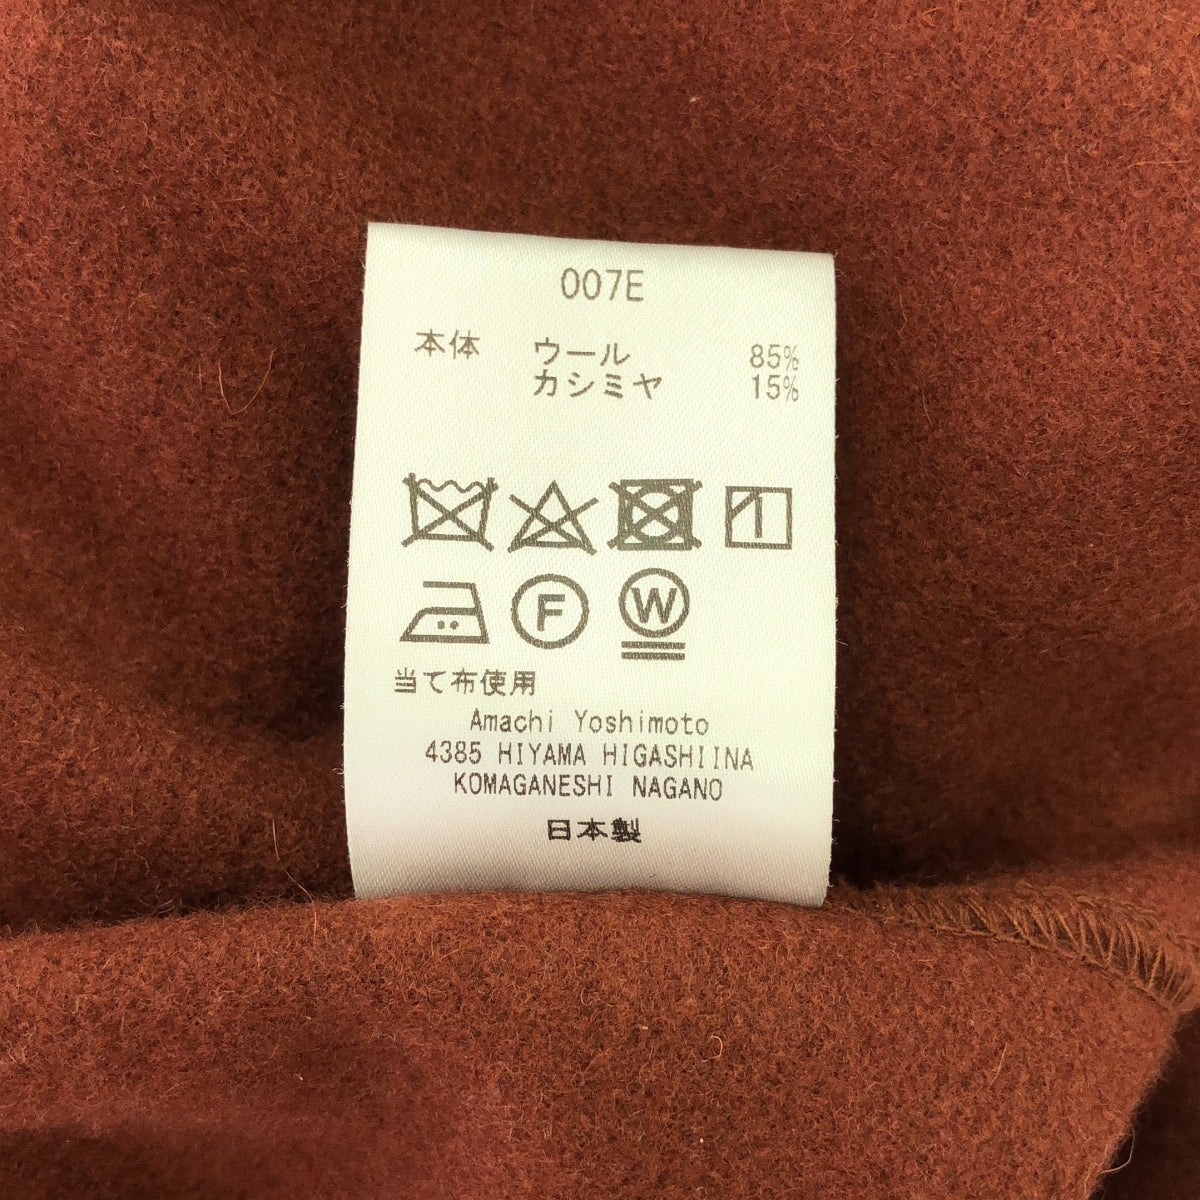 007E
本体 ウール 85%
カシミヤ 15%
F W
当て布使用
Amachi Yoshimoto
4385 HIYAMA HIGASHIINA
KOMAGANESHI NAGANO
日本製